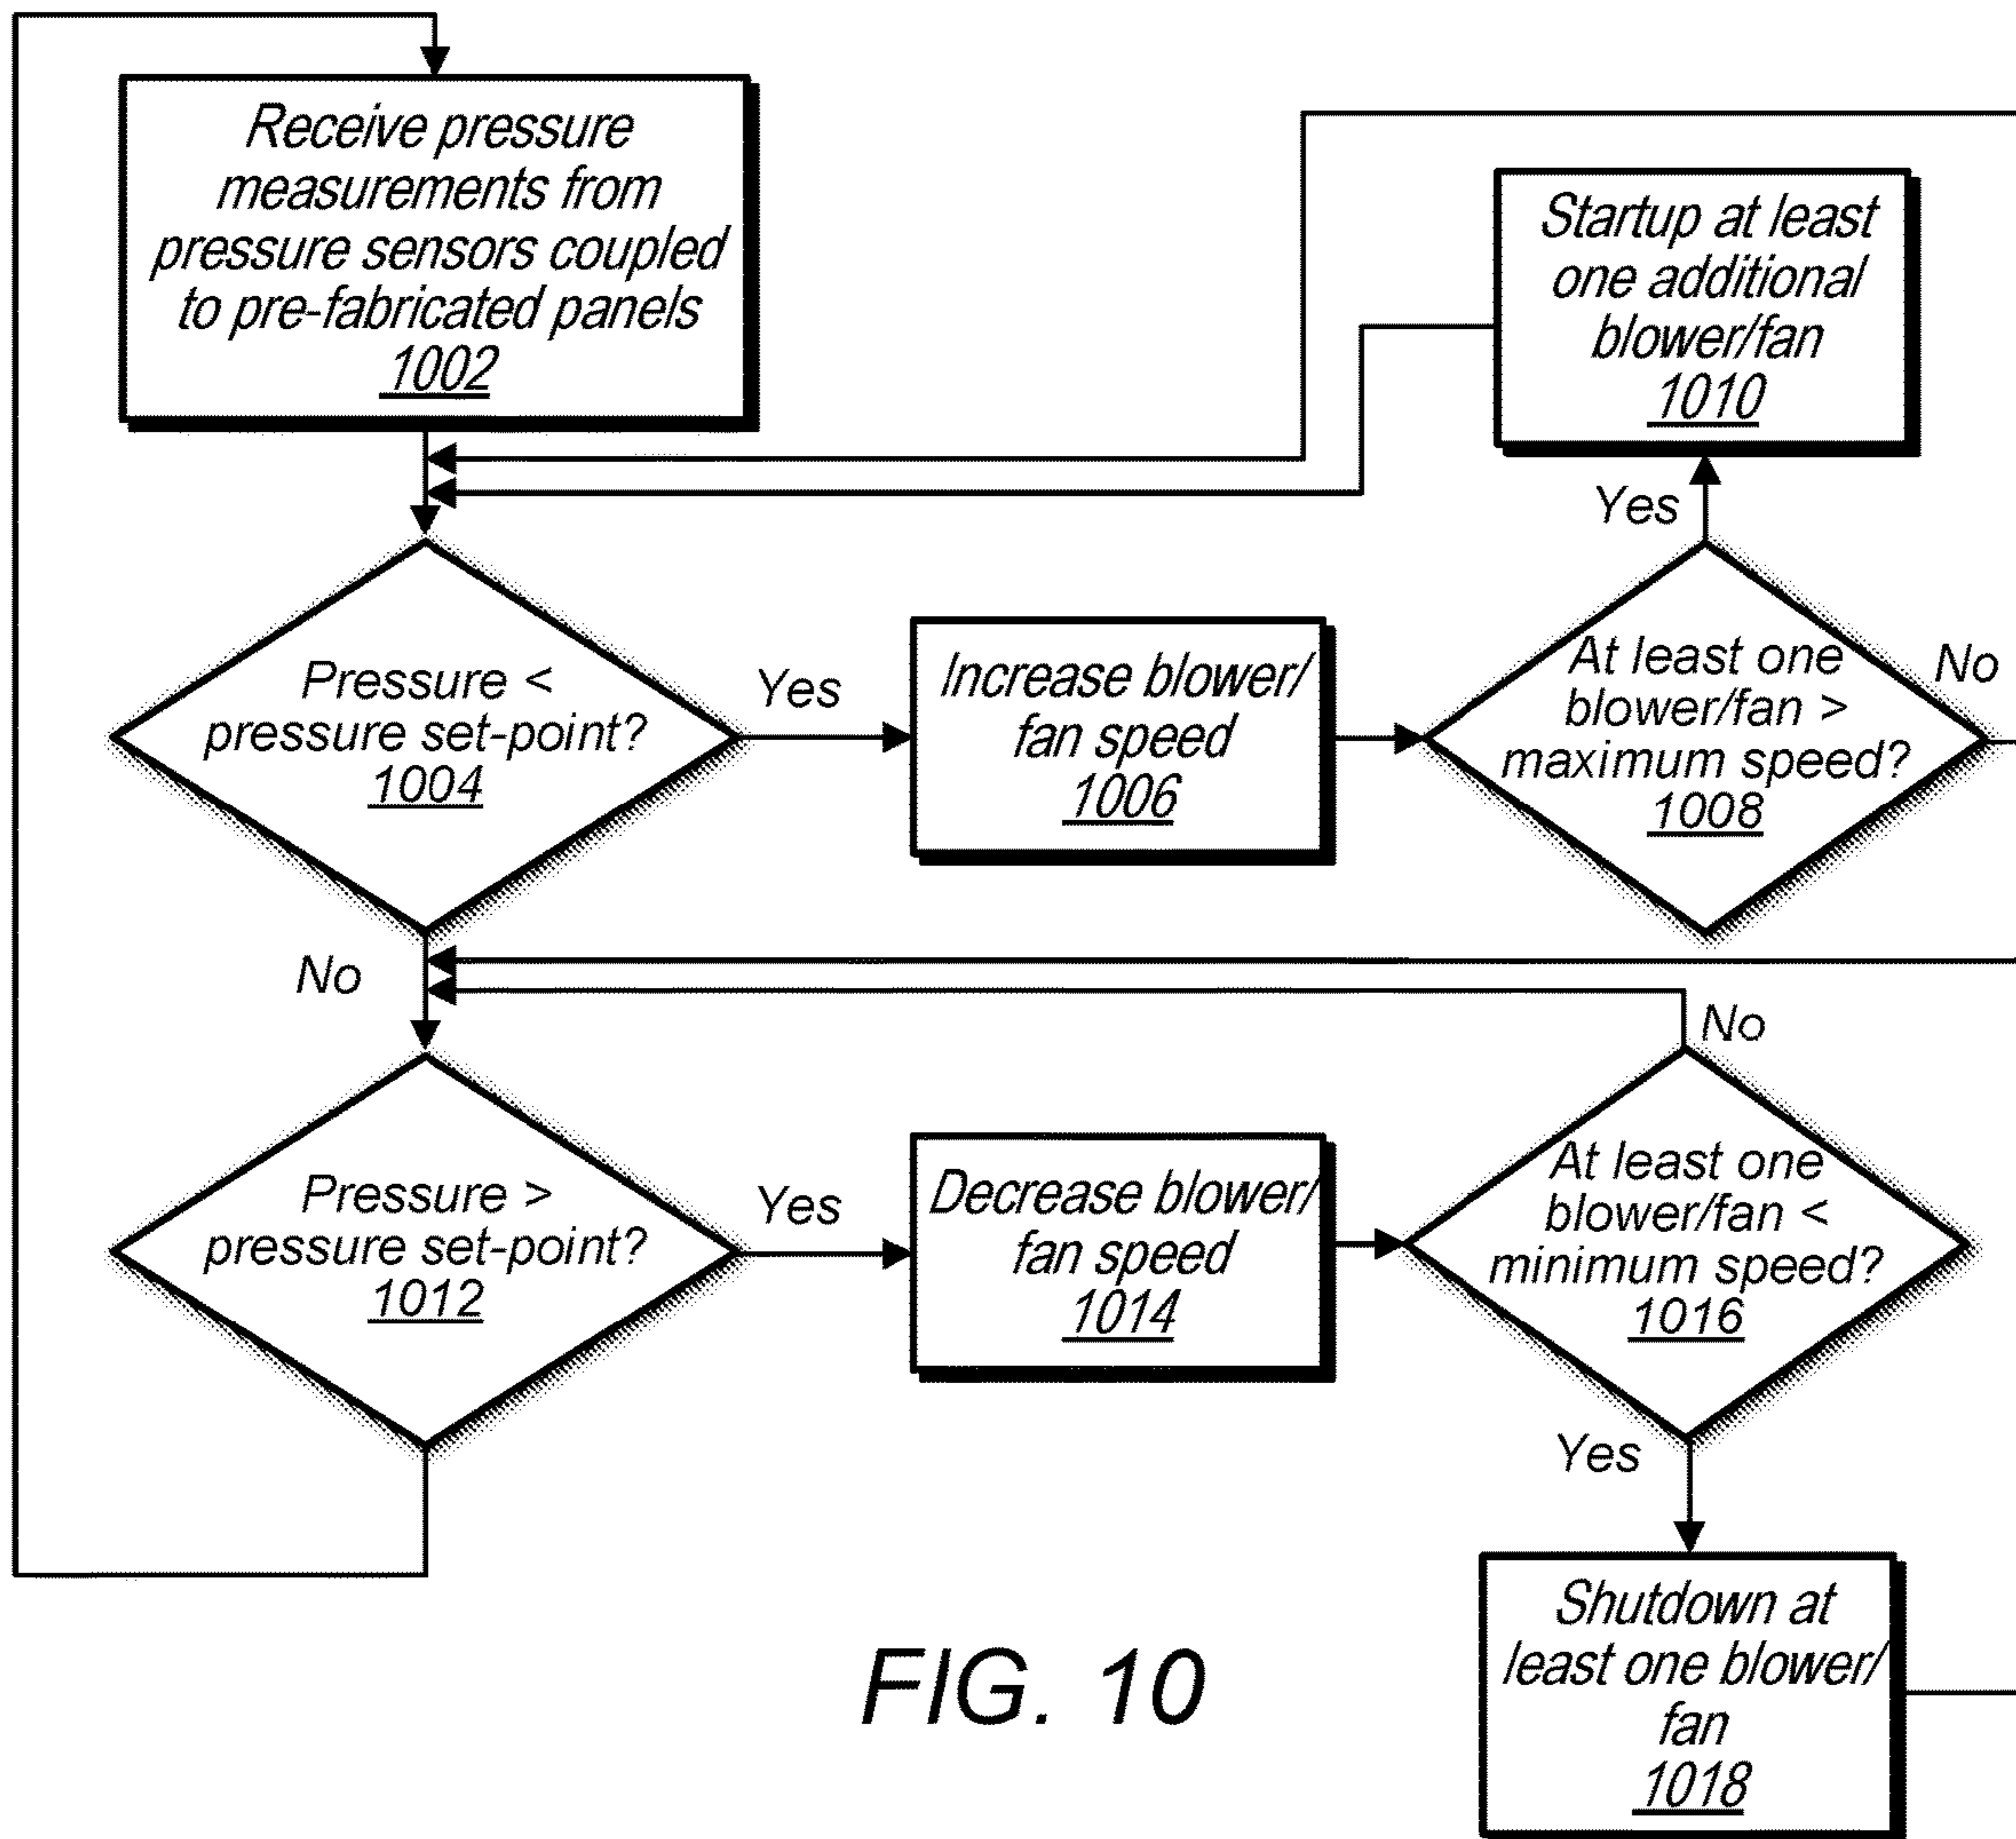 Receive pressure
measurements from
pressure sensors coupled
to pre-fabricated panels
1002
Startup at least
one additional
blower/fan
1010
Yes
Pressure <
pressure set-point?
1004
Yes
Increase blower/
fan speed
1006
At least one
blower/fan >
maximum speed?
1008
No
No
Pressure >
pressure set-point?
1012
Yes
Decrease blower/
fan speed
1014
No
At least one
blower/fan <
minimum speed?
1016
Yes
Shutdown at
least one blower/
fan
1018
FIG. 10